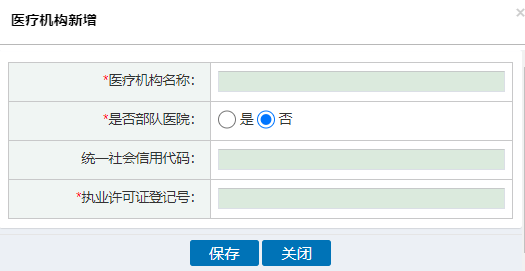 医疗机构新增
*医疗机构名称：
*是否部队医院： 是 否
统一社会信用代码：
*执业许可证登记号：
保存 关闭